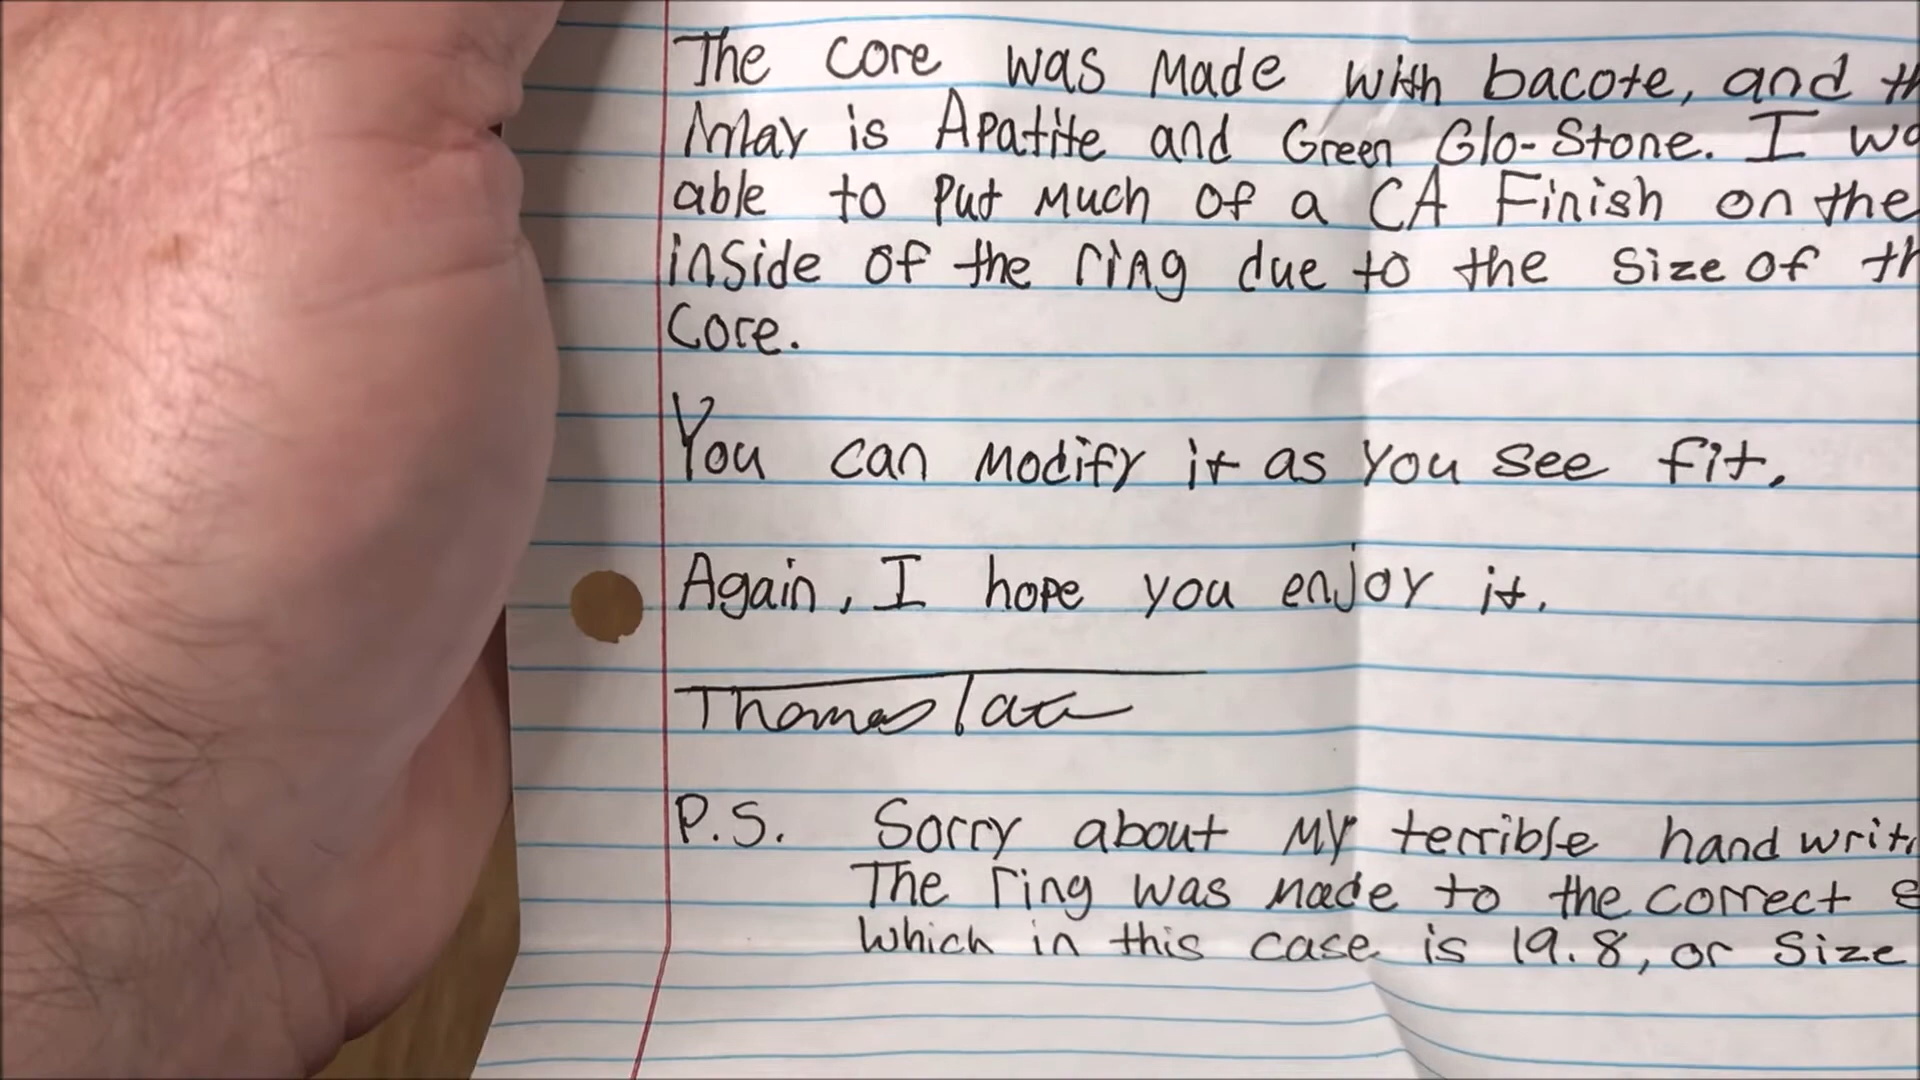 The core was made with bacote, and th
Inlay is Apatite and Green Glo-Stone. I wa
able to put much of a CA Finish on the
inside of the ring due to the size of th
Core.
You can modify it as you see fit.
Again, I hope you enjoy it.
Thomas
P.S. Sorry about my terrible handwrit
The ring was made to the correct s
which in this case is 19.8, or size